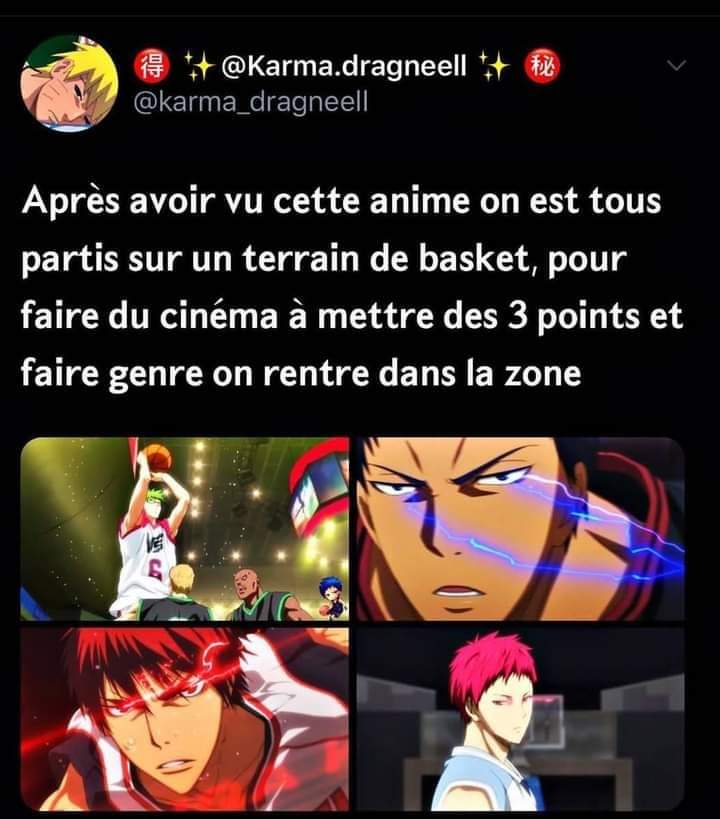 得 ✨ @Karma.dragneell ✨ 秘
@karma_dragneell
Après avoir vu cette anime on est tous
partis sur un terrain de basket, pour
faire du cinéma à mettre des 3 points et
faire genre on rentre dans la zone
VS
6